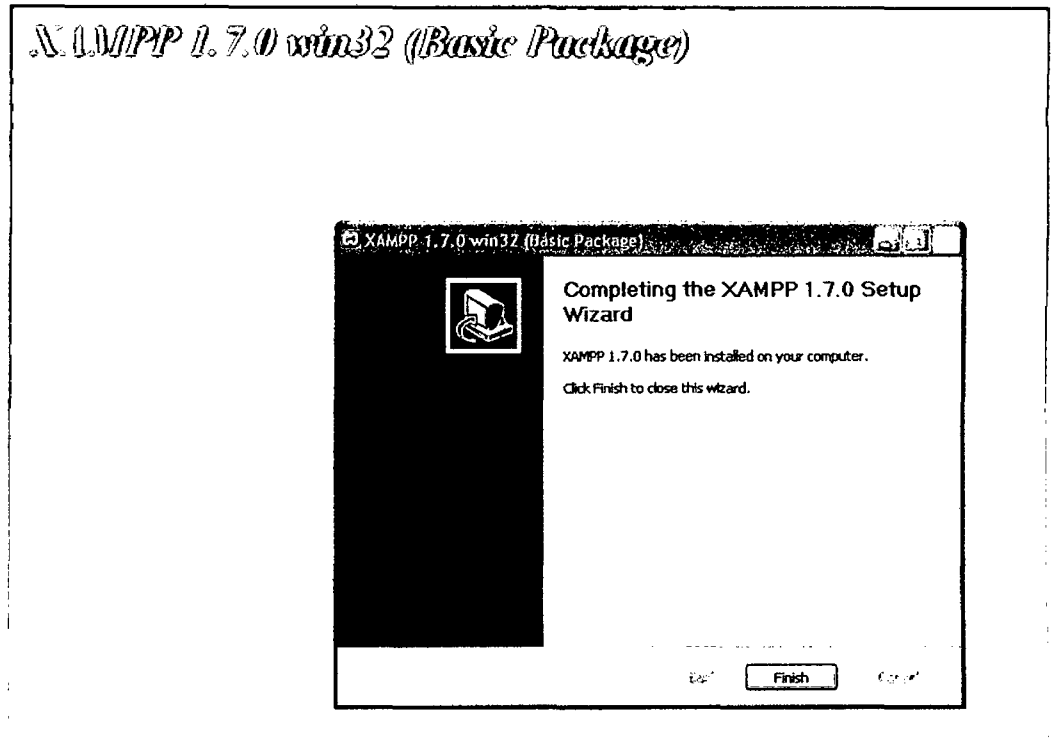 XAMPP 1.7.0 win32 (Basic Package)
XAMPP 1.7.0 win32 (Basic Package)
Completing the XAMPP 1.7.0 Setup
Wizard
XAMPP 1.7.0 has been installed on your computer.
Click Finish to close this wizard.
Finish